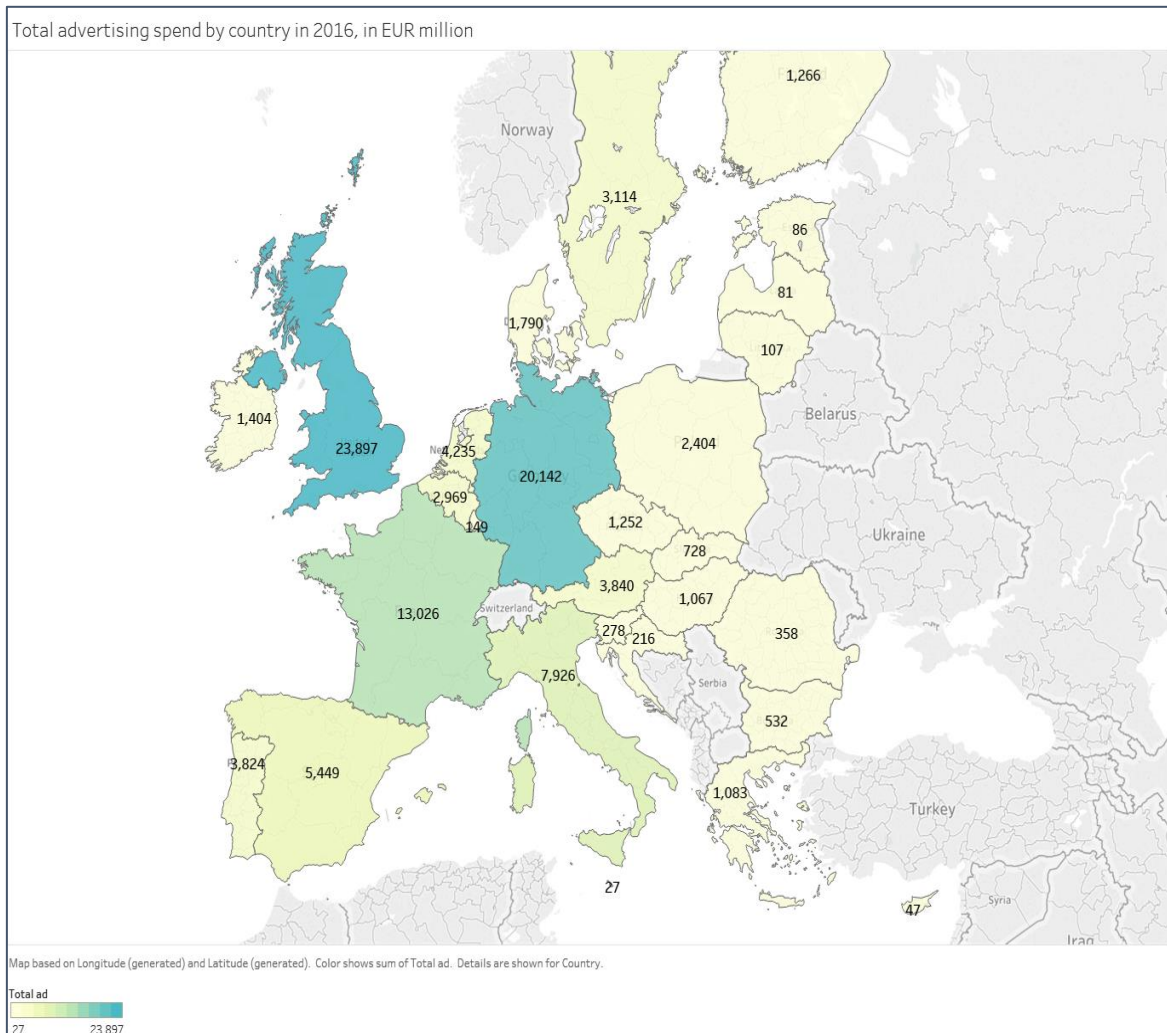 Total advertising spend by country in 2016, in EUR million
1,266
Norway
3,114
86
81
1,790
107
Belarus
1,404
23,897
4,235
2,404
20,142
2,969
149
1,252
Ukraine
728
3,840
1,067
Switzerland
13,026
278
216
358
7,926
Serbia
532
3,824
5,449
1,083
Turkey
27
47
Syria
Iraq
Map based on Longitude (generated) and Latitude (generated). Color shows sum of Total ad. Details are shown for Country.
Total ad
27 23,897